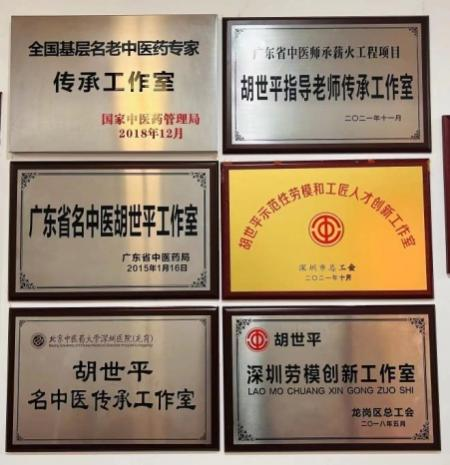 全国基层名老中医药专家
传承工作室
国家中医药管理局
2018年12月
广东省中医师承薪火工程项目
胡世平指导老师传承工作室
二〇二一年十一月
广东省名中医胡世平工作室
广东省中医药局
2015年1月16日
胡世平示范性劳模和工匠人才创新工作室
深圳市总工会
二〇二一年十月
北京中医药大学深圳医院(龙岗)
胡世平
名中医传承工作室
胡世平
深圳劳模创新工作室
LAO MO CHUANG XIN GONG ZUO SHI
龙岗区总工会
二〇一八年五月